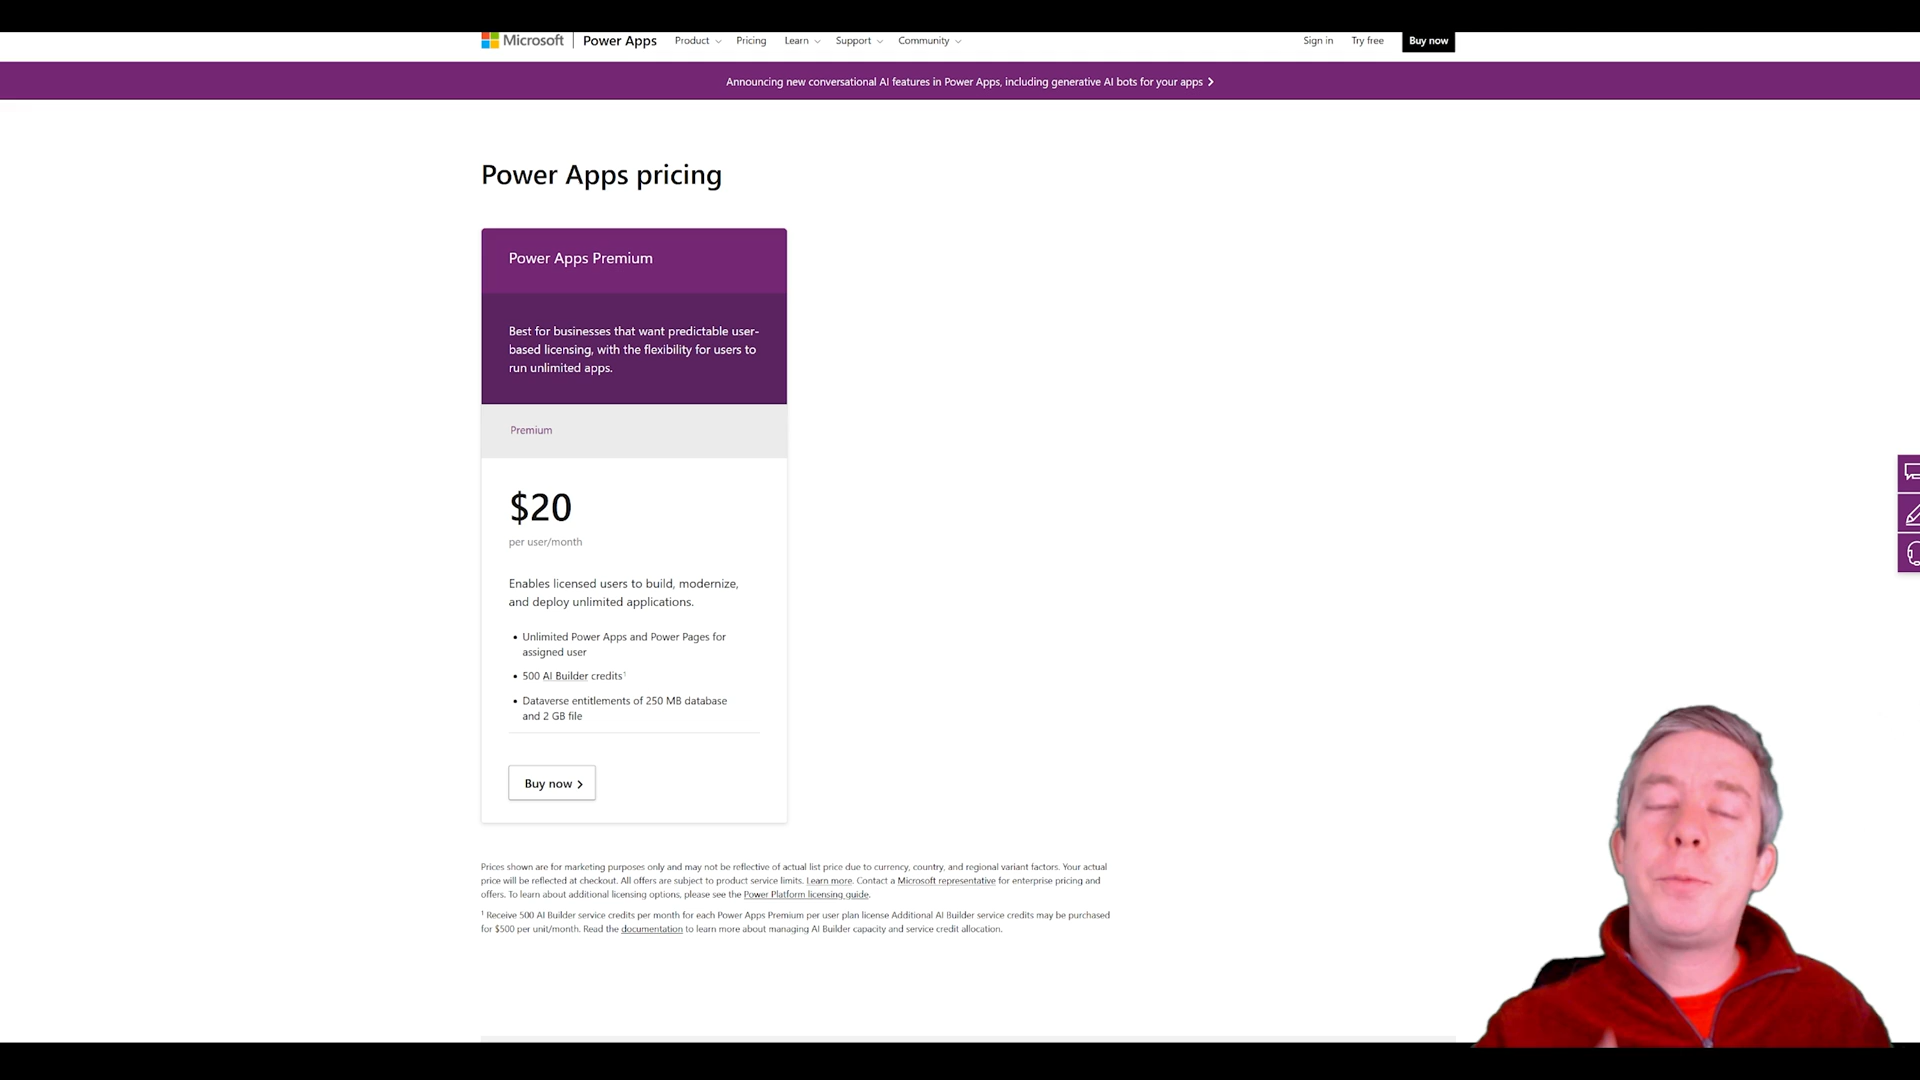 Microsoft Power Apps Product Pricing Learn Support Community Sign in Try free Buy now
Announcing new conversational AI features in Power Apps, including generative AI bots for your apps
Power Apps pricing
Power Apps Premium
Best for businesses that want predictable user-
based licensing, with the flexibility for users to
run unlimited apps.
Premium
$20
per user/month
Enables licensed users to build, modernize,
and deploy unlimited applications.
• Unlimited Power Apps and Power Pages for
assigned user
• 500 AI Builder credits¹
• Dataverse entitlements of 250 MB database
and 2 GB file
Buy now
Prices shown are for marketing purposes only and may not be reflective of actual list price due to currency, country, and regional variant factors. Your actual
price will be reflected at checkout. All offers are subject to product service limits. Learn more. Contact a Microsoft representative for enterprise pricing and
offers. To learn about additional licensing options, please see the Power Platform licensing guide.
¹ Receive 500 AI Builder service credits per month for each Power Apps Premium per user plan license Additional AI Builder service credits may be purchased
for $500 per unit/month. Read the documentation to learn more about managing AI Builder capacity and service credit allocation.